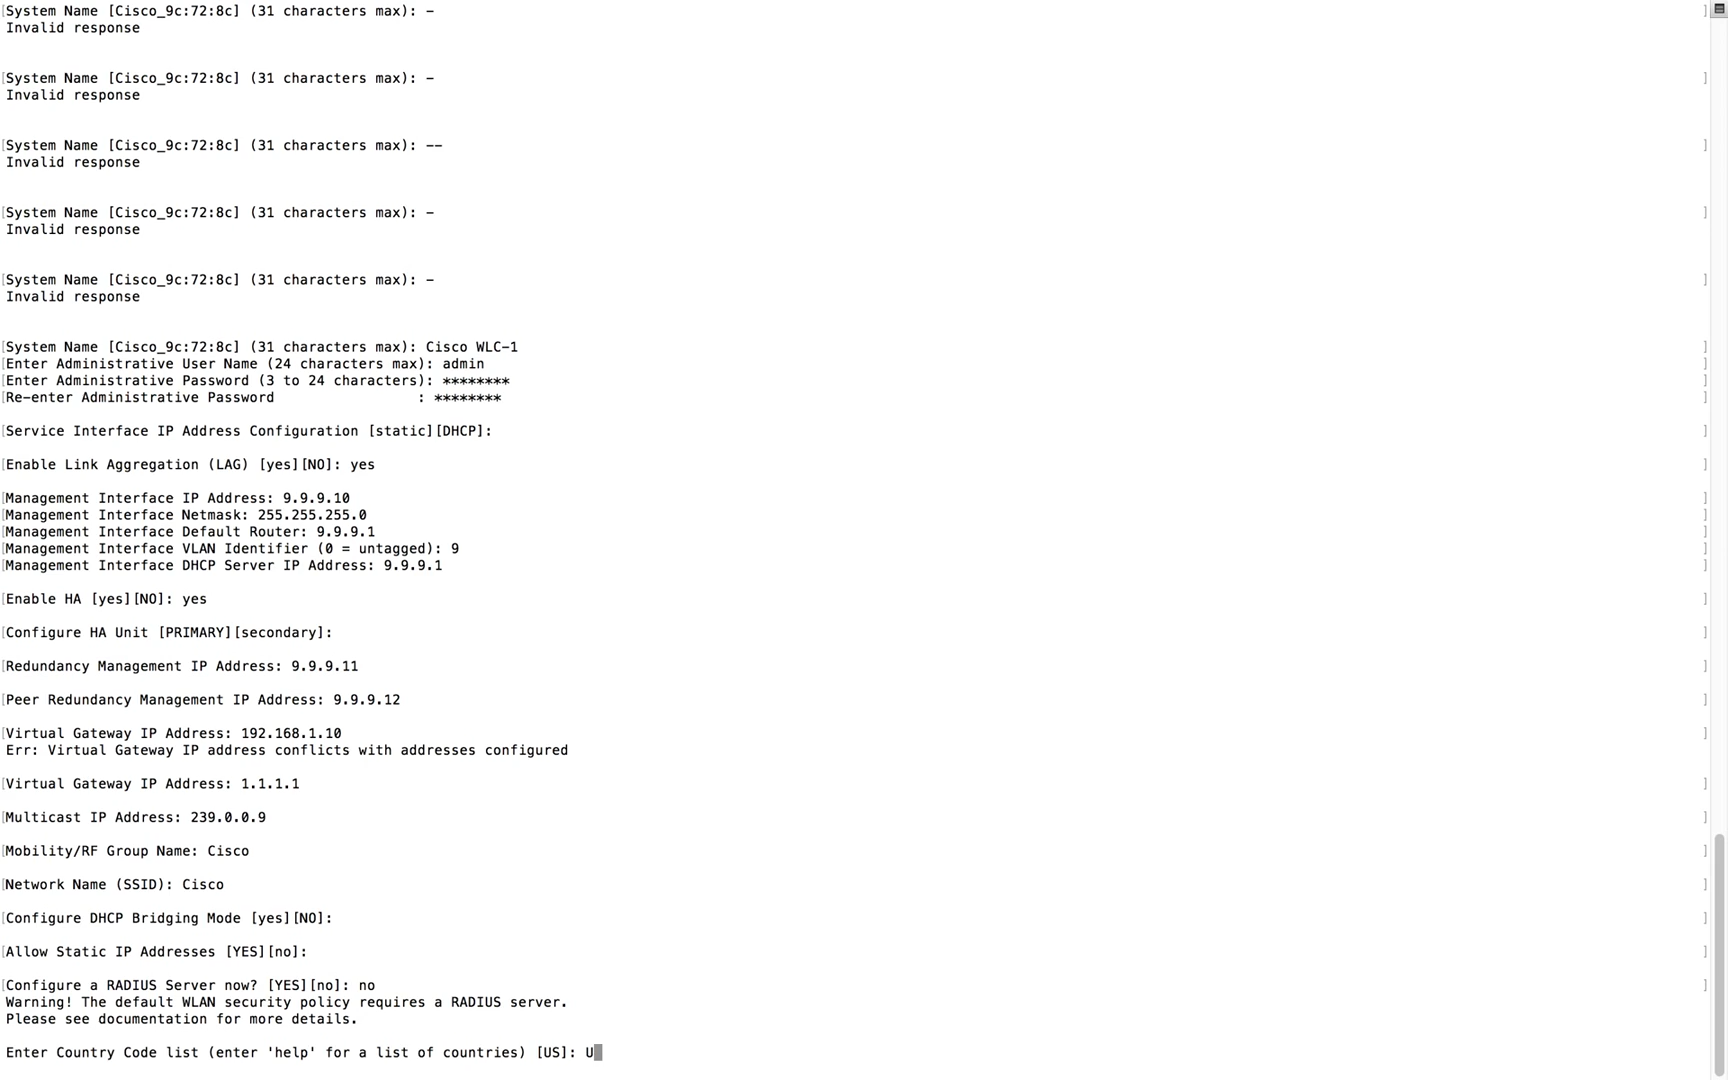 [System Name [Cisco_9c:72:8c] (31 characters max): - ]
Invalid response
[System Name [Cisco_9c:72:8c] (31 characters max): - ]
Invalid response
[System Name [Cisco_9c:72:8c] (31 characters max): -- ]
Invalid response
[System Name [Cisco_9c:72:8c] (31 characters max): - ]
Invalid response
[System Name [Cisco_9c:72:8c] (31 characters max): - ]
Invalid response
[System Name [Cisco_9c:72:8c] (31 characters max): Cisco WLC-1 ]
[Enter Administrative User Name (24 characters max): admin ]
[Enter Administrative Password (3 to 24 characters): ******** ]
[Re-enter Administrative Password : ******** ]
[Service Interface IP Address Configuration [static][DHCP]: ]
[Enable Link Aggregation (LAG) [yes][NO]: yes ]
[Management Interface IP Address: 9.9.9.10 ]
[Management Interface Netmask: 255.255.255.0 ]
[Management Interface Default Router: 9.9.9.1 ]
[Management Interface VLAN Identifier (0 = untagged): 9 ]
[Management Interface DHCP Server IP Address: 9.9.9.1 ]
[Enable HA [yes][NO]: yes ]
[Configure HA Unit [PRIMARY][secondary]: ]
[Redundancy Management IP Address: 9.9.9.11 ]
[Peer Redundancy Management IP Address: 9.9.9.12 ]
[Virtual Gateway IP Address: 192.168.1.10 ]
Err: Virtual Gateway IP address conflicts with addresses configured
[Virtual Gateway IP Address: 1.1.1.1 ]
[Multicast IP Address: 239.0.0.9 ]
[Mobility/RF Group Name: Cisco ]
[Network Name (SSID): Cisco ]
[Configure DHCP Bridging Mode [yes][NO]: ]
[Allow Static IP Addresses [YES][no]: ]
[Configure a RADIUS Server now? [YES][no]: no ]
Warning! The default WLAN security policy requires a RADIUS server.
Please see documentation for more details.
Enter Country Code list (enter 'help' for a list of countries) [US]: U